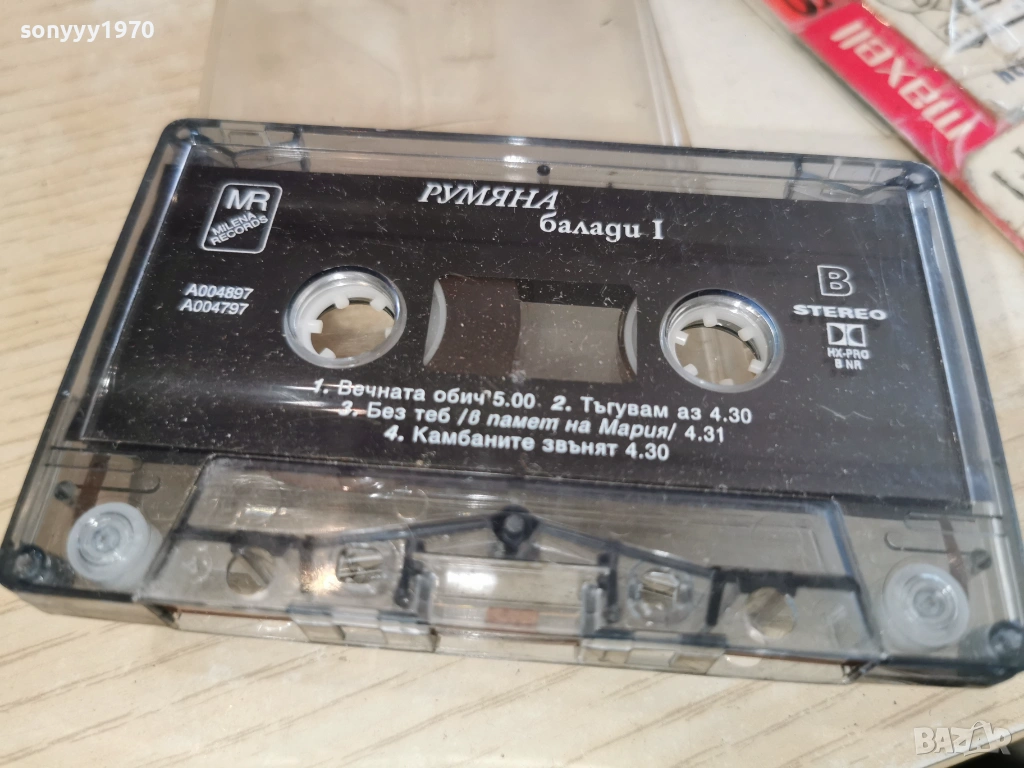 sonyyy1970
maxell
MR
MILENA
RECORDS
РУМЯНА
балади I
A004897
A004797
B
STEREO
HX-PRO
B NR
1. Вечната обич 5.00 2. Тъгувам аз 4.30
3. Без теб /в памет на Мария/ 4.31
4. Камбаните звънят 4.30
BAZAR